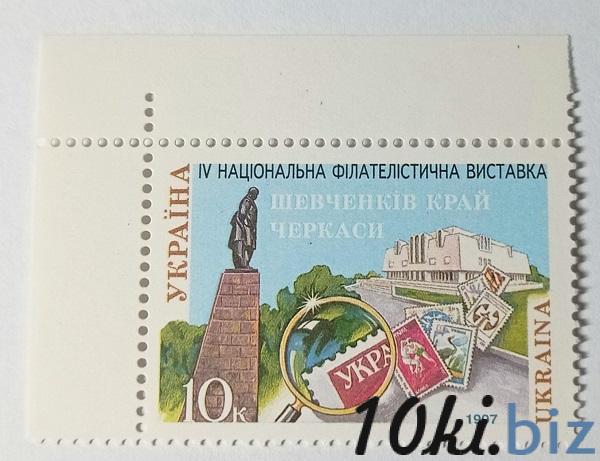 IV НАЦІОНАЛЬНА ФІЛАТЕЛІСТИЧНА ВИСТАВКА
ШЕВЧЕНКІВ КРАЙ
ЧЕРКАСИ
УКРАЇНА
УКРА
10к
1997
UKRAINA
10ki.biz